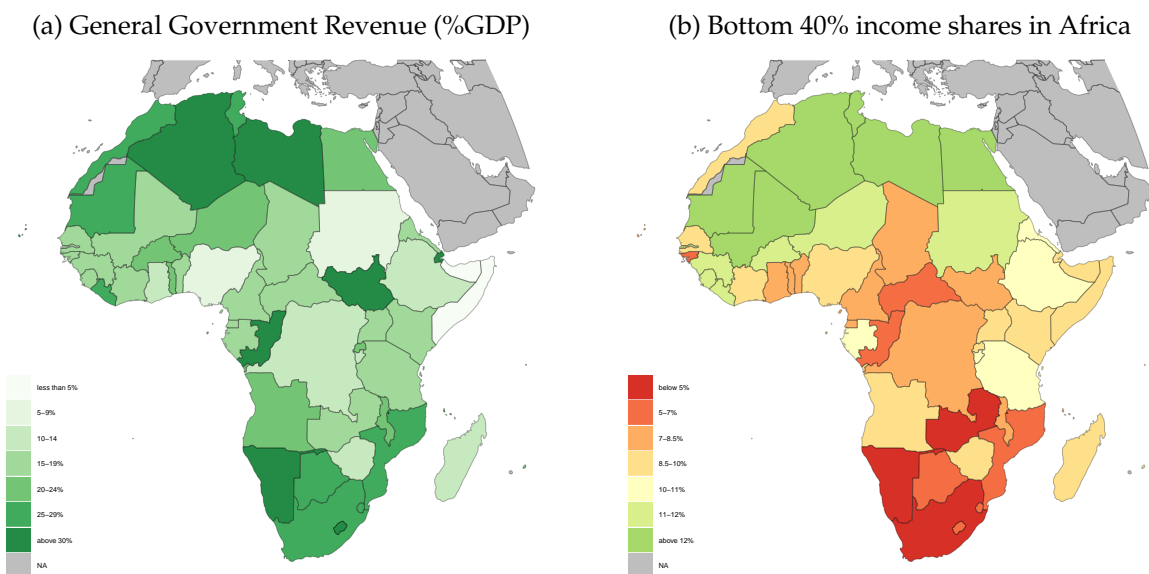 (a) General Government Revenue (%GDP)
less than 5%
5–9%
10–14
15–19%
20–24%
25–29%
above 30%
NA
(b) Bottom 40% income shares in Africa
below 5%
5–7%
7–8.5%
8.5–10%
10–11%
11–12%
above 12%
NA